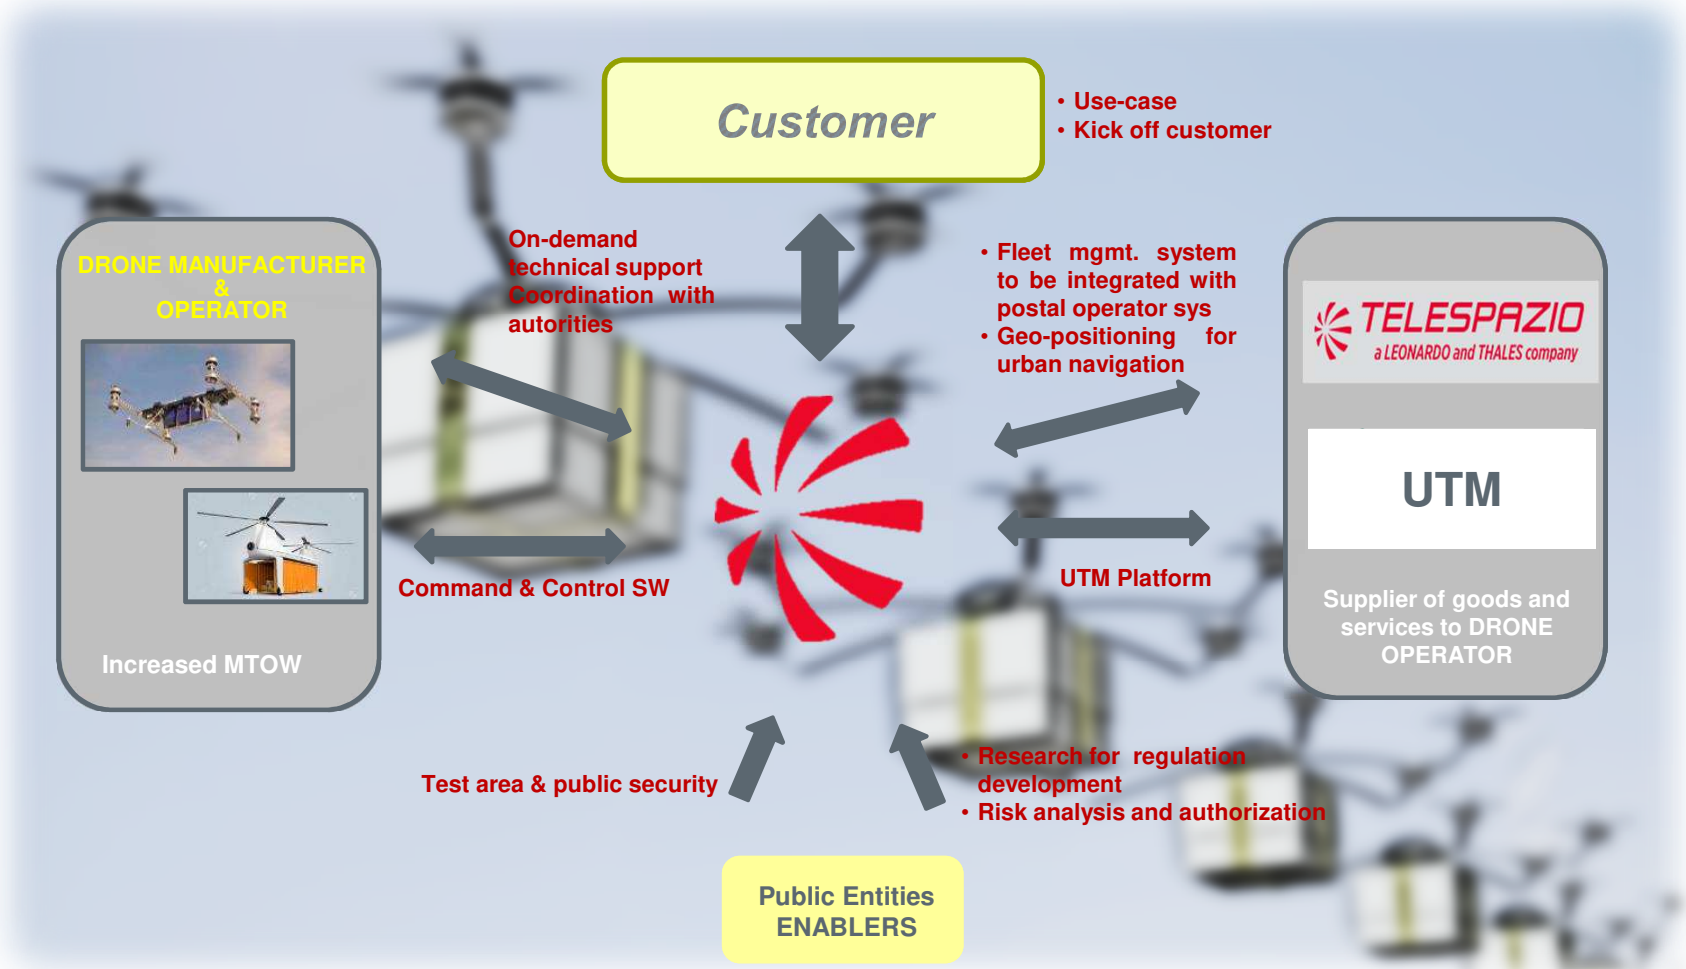 Customer
• Use-case
• Kick off customer
DRONE MANUFACTURER
&
OPERATOR
Increased MTOW
On-demand
technical support
Coordination with
autorities
Command & Control SW
• Fleet mgmt. system
to be integrated with
postal operator sys
• Geo-positioning for
urban navigation
UTM Platform
TELESPAZIO
a LEONARDO and THALES company
UTM
Supplier of goods and
services to DRONE
OPERATOR
Test area & public security
• Research for regulation
development
• Risk analysis and authorization
Public Entities
ENABLERS